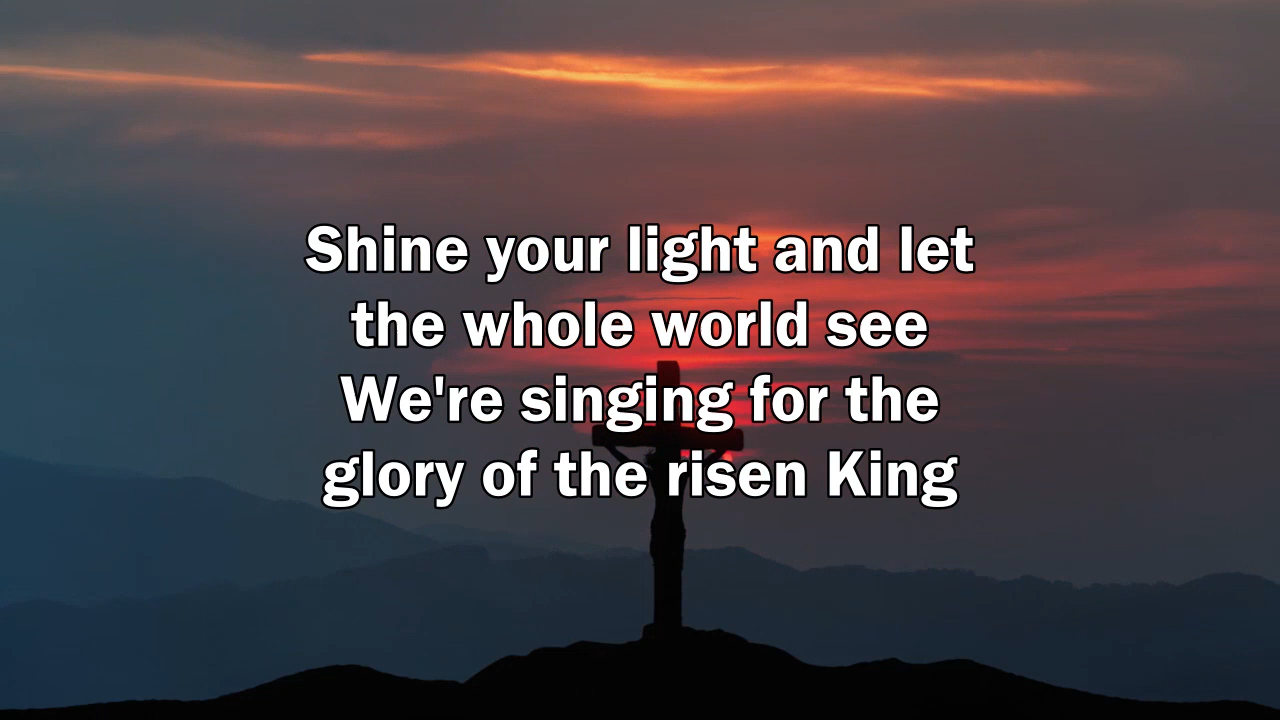 Shine your light and let
the whole world see
We're singing for the
glory of the risen King